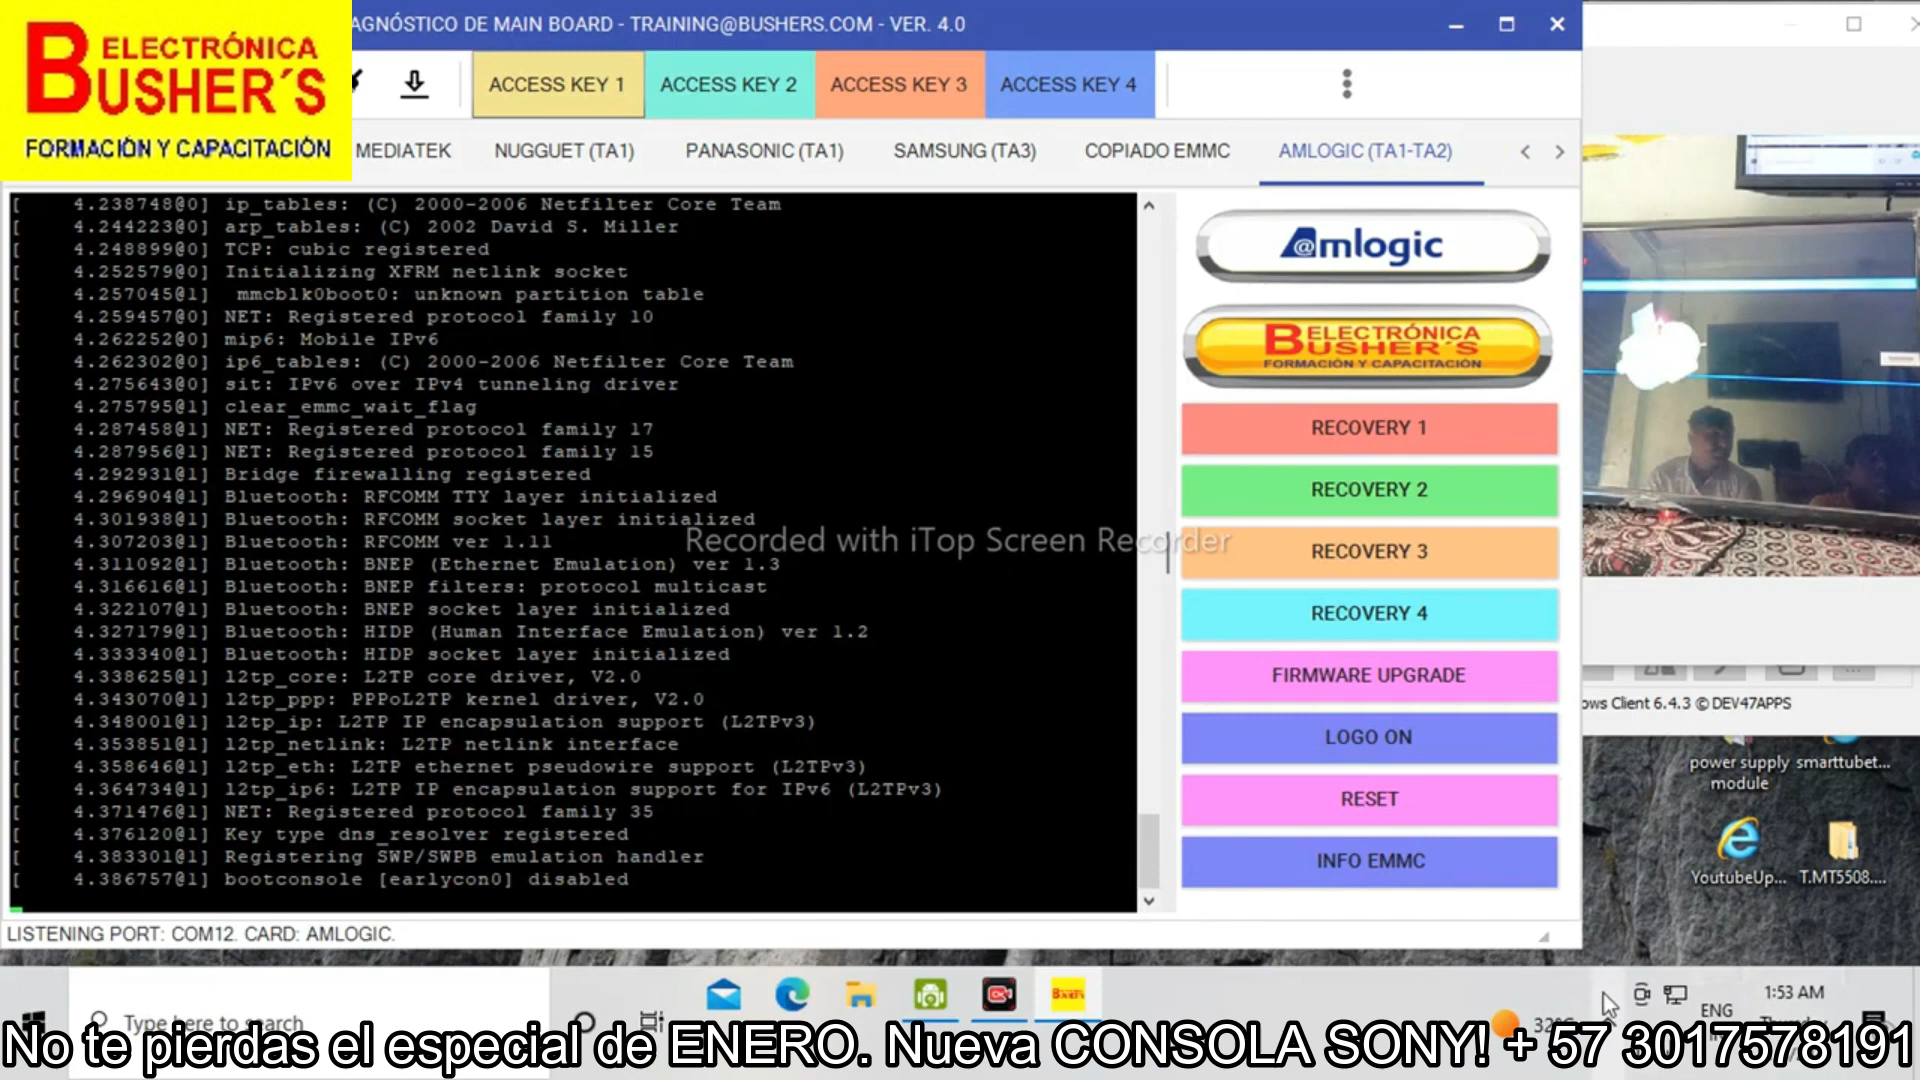 ELECTRÓNICA
BUSHER´S
FORMACIÓN Y CAPACITACIÓN
AGNÓSTICO DE MAIN BOARD - TRAINING@BUSHERS.COM - VER. 4.0
ACCESS KEY 1
ACCESS KEY 2
ACCESS KEY 3
ACCESS KEY 4
MEDIATEK
NUGGUET (TA1)
PANASONIC (TA1)
SAMSUNG (TA3)
COPIADO EMMC
AMLOGIC (TA1-TA2)
[    4.238748@0] ip_tables: (C) 2000-2006 Netfilter Core Team
[    4.244223@0] arp_tables: (C) 2002 David S. Miller
[    4.248899@0] TCP: cubic registered
[    4.252579@0] Initializing XFRM netlink socket
[    4.257045@1]  mmcblk0boot0: unknown partition table
[    4.259457@0] NET: Registered protocol family 10
[    4.262252@0] mip6: Mobile IPv6
[    4.262302@0] ip6_tables: (C) 2000-2006 Netfilter Core Team
[    4.275643@0] sit: IPv6 over IPv4 tunneling driver
[    4.275795@1] clear_emmc_wait_flag
[    4.287458@1] NET: Registered protocol family 17
[    4.287956@1] NET: Registered protocol family 15
[    4.292931@1] Bridge firewalling registered
[    4.296904@1] Bluetooth: RFCOMM TTY layer initialized
[    4.301938@1] Bluetooth: RFCOMM socket layer initialized
[    4.307203@1] Bluetooth: RFCOMM ver 1.11
[    4.311092@1] Bluetooth: BNEP (Ethernet Emulation) ver 1.3
[    4.316616@1] Bluetooth: BNEP filters: protocol multicast
[    4.322107@1] Bluetooth: BNEP socket layer initialized
[    4.327179@1] Bluetooth: HIDP (Human Interface Emulation) ver 1.2
[    4.333340@1] Bluetooth: HIDP socket layer initialized
[    4.338625@1] l2tp_core: L2TP core driver, V2.0
[    4.343070@1] l2tp_ppp: PPPoL2TP kernel driver, V2.0
[    4.348001@1] l2tp_ip: L2TP IP encapsulation support (L2TPv3)
[    4.353851@1] l2tp_netlink: L2TP netlink interface
[    4.358646@1] l2tp_eth: L2TP ethernet pseudowire support (L2TPv3)
[    4.364734@1] l2tp_ip6: L2TP IP encapsulation support for IPv6 (L2TPv3)
[    4.371476@1] NET: Registered protocol family 35
[    4.376120@1] Key type dns_resolver registered
[    4.383301@1] Registering SWP/SWPB emulation handler
[    4.386757@1] bootconsole [earlycon0] disabled
Recorded with iTop Screen Recorder
@mlogic
ELECTRÓNICA
BUSHER´S
FORMACIÓN Y CAPACITACIÓN
RECOVERY 1
RECOVERY 2
RECOVERY 3
RECOVERY 4
FIRMWARE UPGRADE
LOGO ON
RESET
INFO EMMC
LISTENING PORT: COM12. CARD: AMLOGIC.
ows Client 6.4.3 © DEV47APPS
power supply module
smarttubet...
YoutubeUp...
T.MT5508....
Type here to search
ENG
1:53 AM
No te pierdas el especial de ENERO. Nueva CONSOLA SONY! + 57 3017578191